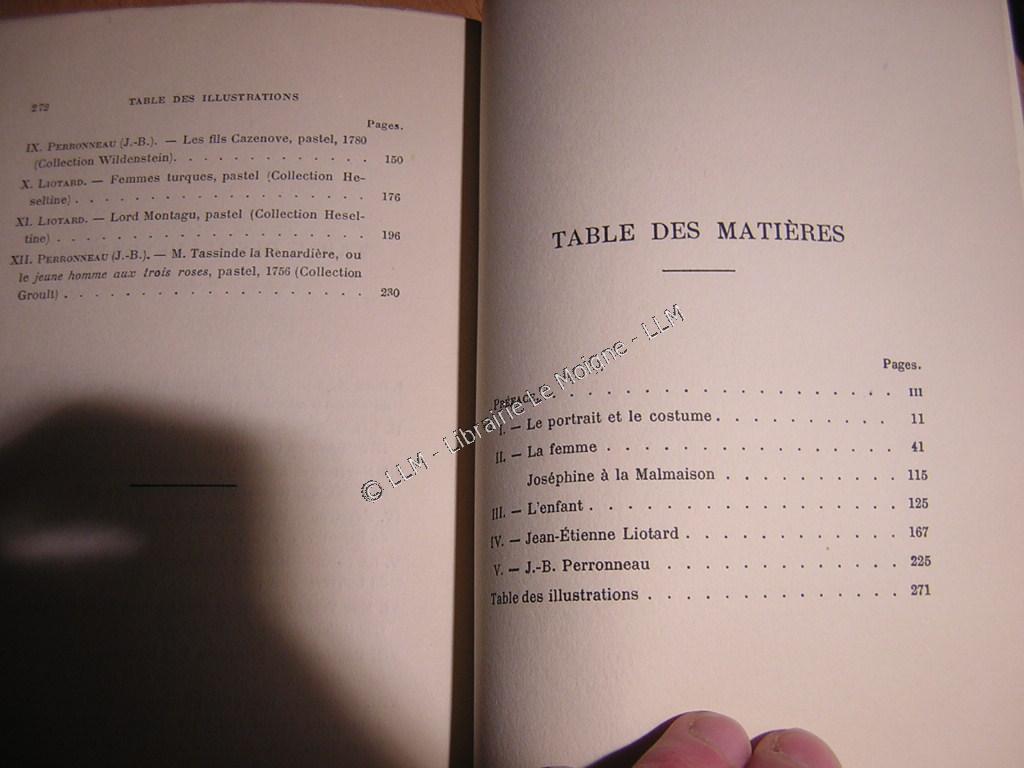 272 TABLE DES ILLUSTRATIONS
Pages.
IX. PERRONNEAU (J.-B.). — Les fils Cazenove, pastel, 1780
(Collection Wildenstein). . . . . . . . . . . . . 150
X. LIOTARD. — Femmes turques, pastel (Collection He-
seltine) . . . . . . . . . . . . . . . . . . 176
XI. LIOTARD. — Lord Montagu, pastel (Collection Hesel-
tine) . . . . . . . . . . . . . . . . . . . 196
XII. PERRONNEAU (J.-B.). — M. Tassinde la Renardière, ou
le jeune homme aux trois roses, pastel, 1756 (Collection
Groult) . . . . . . . . . . . . . . . . . . . 230
TABLE DES MATIÈRES
Pages.
PRÉFACE . . . . . . . . . . . . . . . . . . III
I. — Le portrait et le costume . . . . . . . . . 11
II. — La femme . . . . . . . . . . . . . . . 41
Joséphine à la Malmaison . . . . . . . . . 115
III. — L'enfant . . . . . . . . . . . . . . . . 125
IV. — Jean-Étienne Liotard . . . . . . . . . . . 167
V. — J.-B. Perronneau . . . . . . . . . . . . 225
Table des illustrations . . . . . . . . . . . . . 271
© LLM - Librairie Le Moigne - LLM